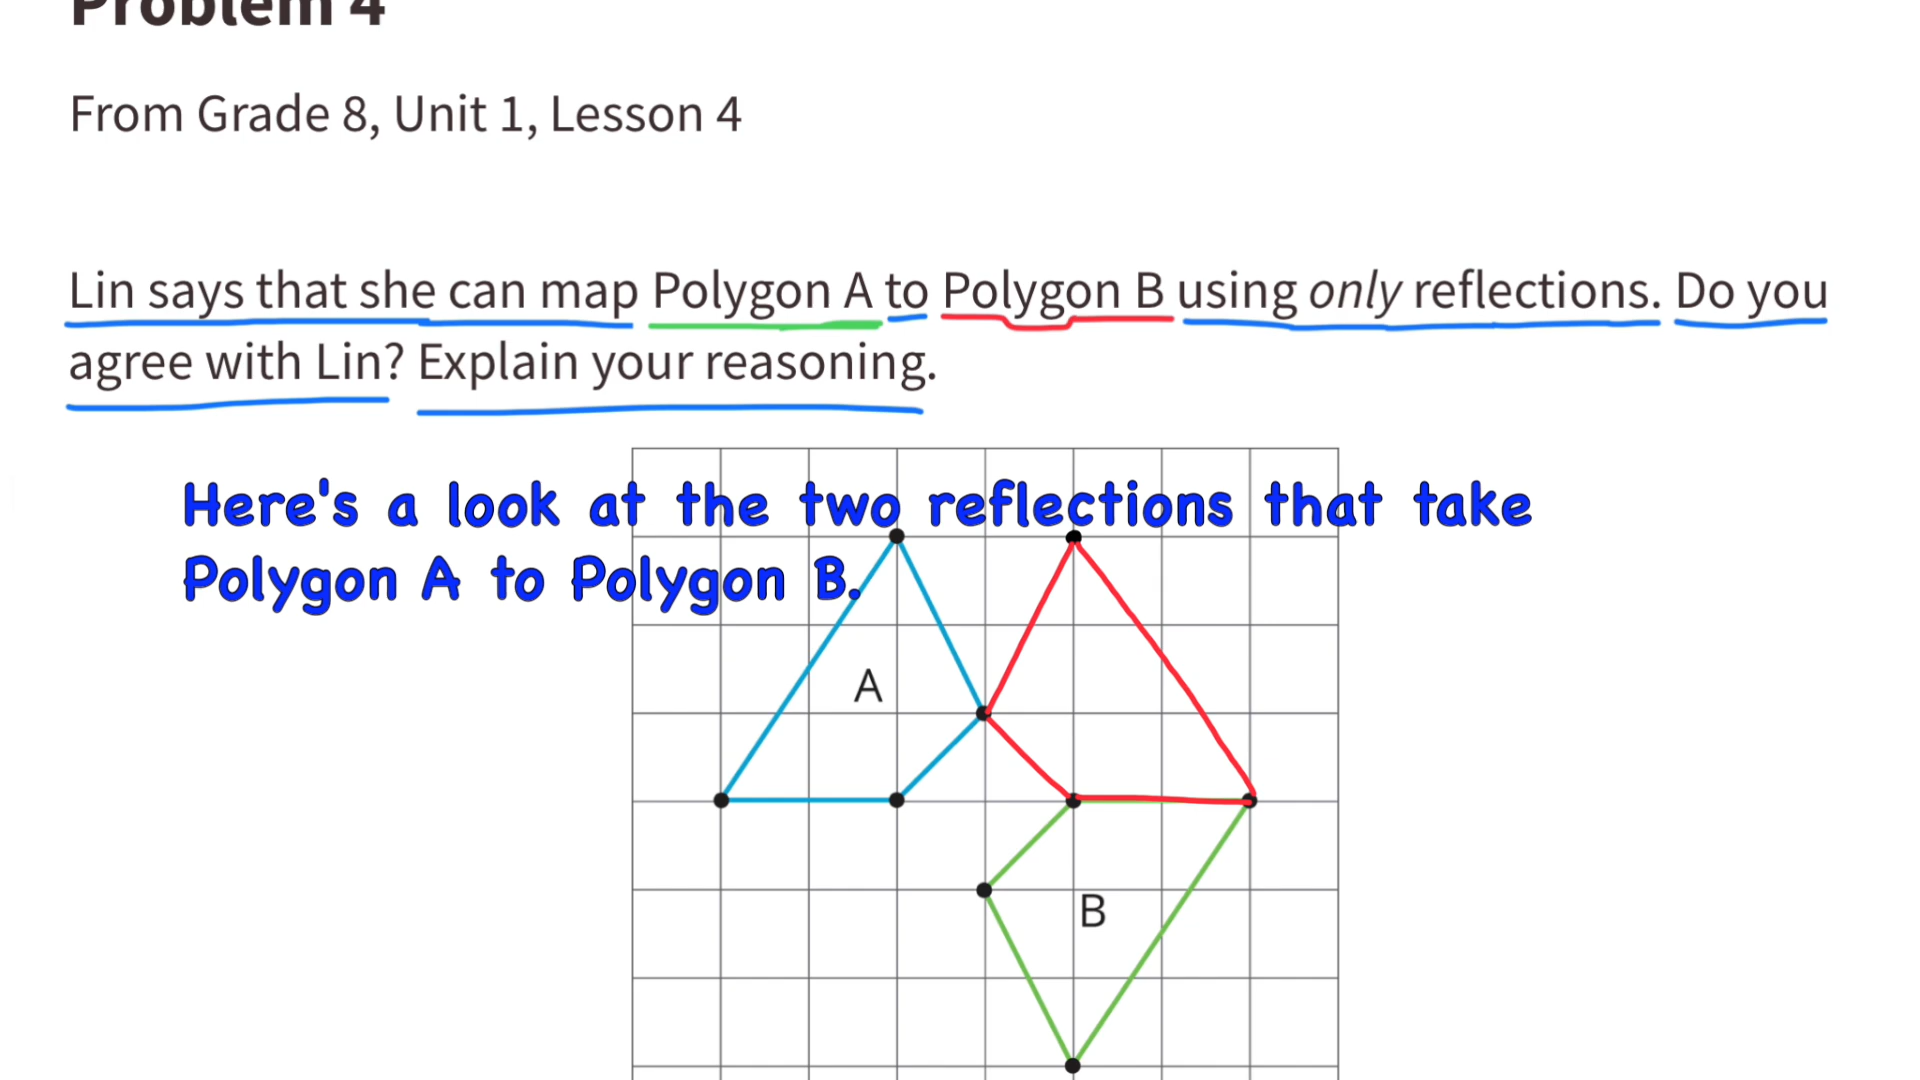 Problem 4
From Grade 8, Unit 1, Lesson 4
Lin says that she can map Polygon A to Polygon B using only reflections. Do you
agree with Lin? Explain your reasoning.
Here's a look at the two reflections that take
Polygon A to Polygon B.
A
B